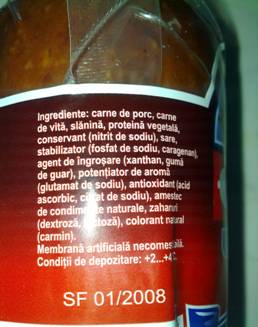 Ingrediente: carne de porc, carne
de vită, slănină, proteină vegetală,
conservant (nitrit de sodiu), sare,
stabilizator (fosfat de sodiu, caragenan),
agent de îngroșare (xanthan, gumă
de guar), potențiator de aromă
(glutamat de sodiu), antioxidant (acid
ascorbic, citrat de sodiu), amestec
de condimente naturale, zaharuri
(dextroză, lactoză), colorant natural
(carmin).
Membrană artificială necomestibilă.
Condiții de depozitare: +2...+4
SF 01/2008